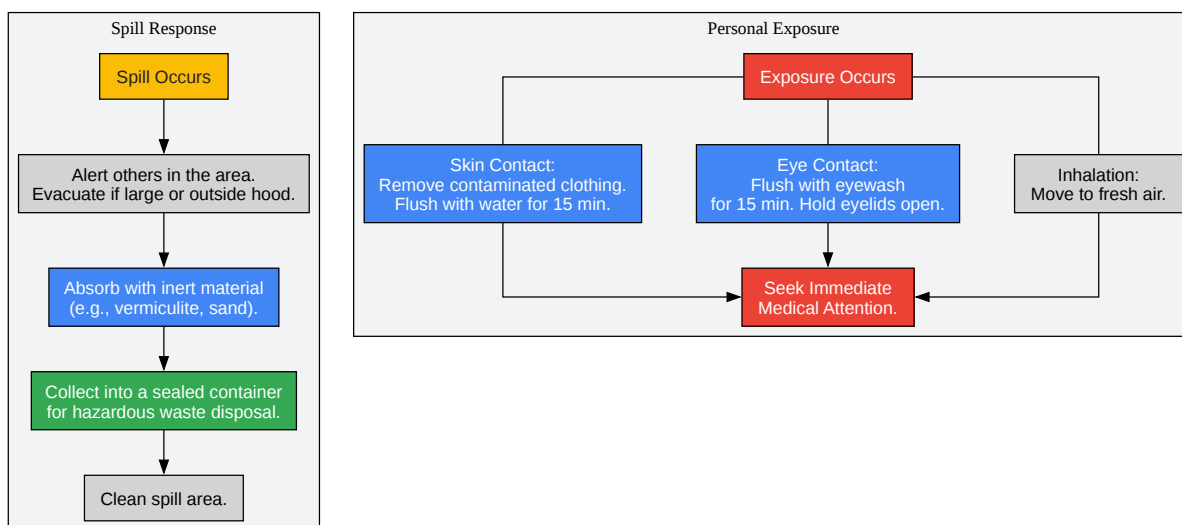 Spill Response
Spill Occurs
Alert others in the area.
Evacuate if large or outside hood.
Absorb with inert material
(e.g., vermiculite, sand).
Collect into a sealed container
for hazardous waste disposal.
Clean spill area.
Personal Exposure
Exposure Occurs
Skin Contact:
Remove contaminated clothing.
Flush with water for 15 min.
Eye Contact:
Flush with eyewash
for 15 min. Hold eyelids open.
Inhalation:
Move to fresh air.
Seek Immediate
Medical Attention.